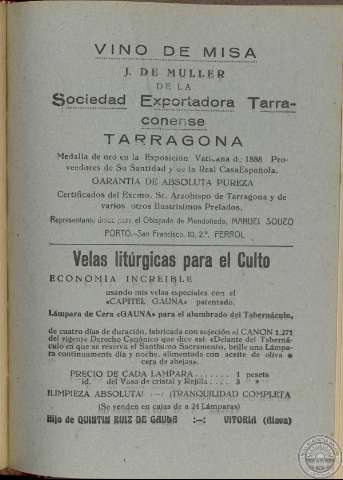 VINO DE MISA
J. DE MULLER
DE LA
Sociedad Exportadora Tarra-
conense
TARRAGONA
Medalla de oro en la Exposición Vaticana de 1888 Pro-
veedores de Su Santidad y de la Real CasaEspañola.
GARANTIA DE ABSOLUTA PUREZA
Certificados del Excmo. Sr. Arzobispo de Tarragona y de
varios otros Ilustrísimos Prelados.
Representante único para el Obispado de Mondoñedo, MANUEL SOUZO
PORTO.-San Francisco, 10, 2.º FERROL
Velas litúrgicas para el Culto
ECONOMIA INCREIBLE
usando mis velas especiales con el
«CAPITEL GAUNA» patentado.
Lámpara de Cera «GAUNA» para el alumbrado del Tabernáculo,
de cuatro días de duración, fabricada con sujeción al CANON 1.271
del vigente Derecho Canónico que dice así: «Delante del Taberná-
culo en que se reserva el Santísimo Sacramento, brille una Lámpa-
ra continuamente día y noche, alimentada con aceite de oliva o
cera de abejas».
PRECIO DE CADA LAMPARA . . . . . 1 peseta
id. del Vaso de cristal y Rejilla . . . 3 »
¡LIMPIEZA ABSOLUTA! :—: ¡TRANQUILIDAD COMPLETA
(Se venden en cajas de a 24 Lámparas)
Hijo de QUINTIN RUIZ DE GAUNA :—: VITORIA (Alava)